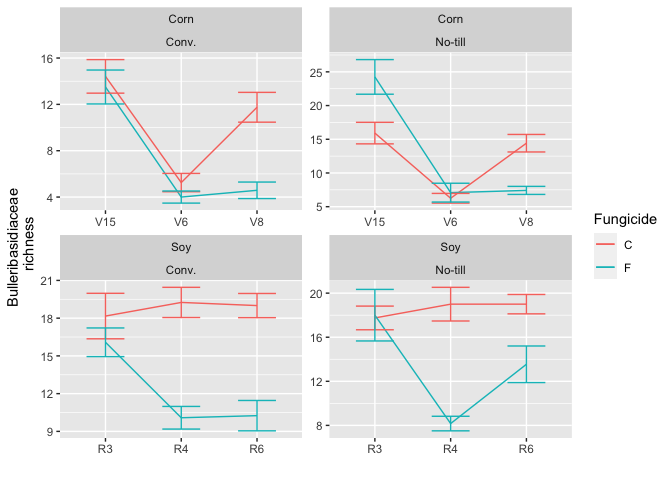 Corn
Conv.
Corn
No-till
16
12
8
4
V15
V6
V8
25
20
15
10
5
V15
V6
V8
Bulleribasidiaceae
richness
Soy
Conv.
Soy
No-till
21
18
15
12
9
R3
R4
R6
20
16
12
8
R3
R4
R6
Fungicide
C
F